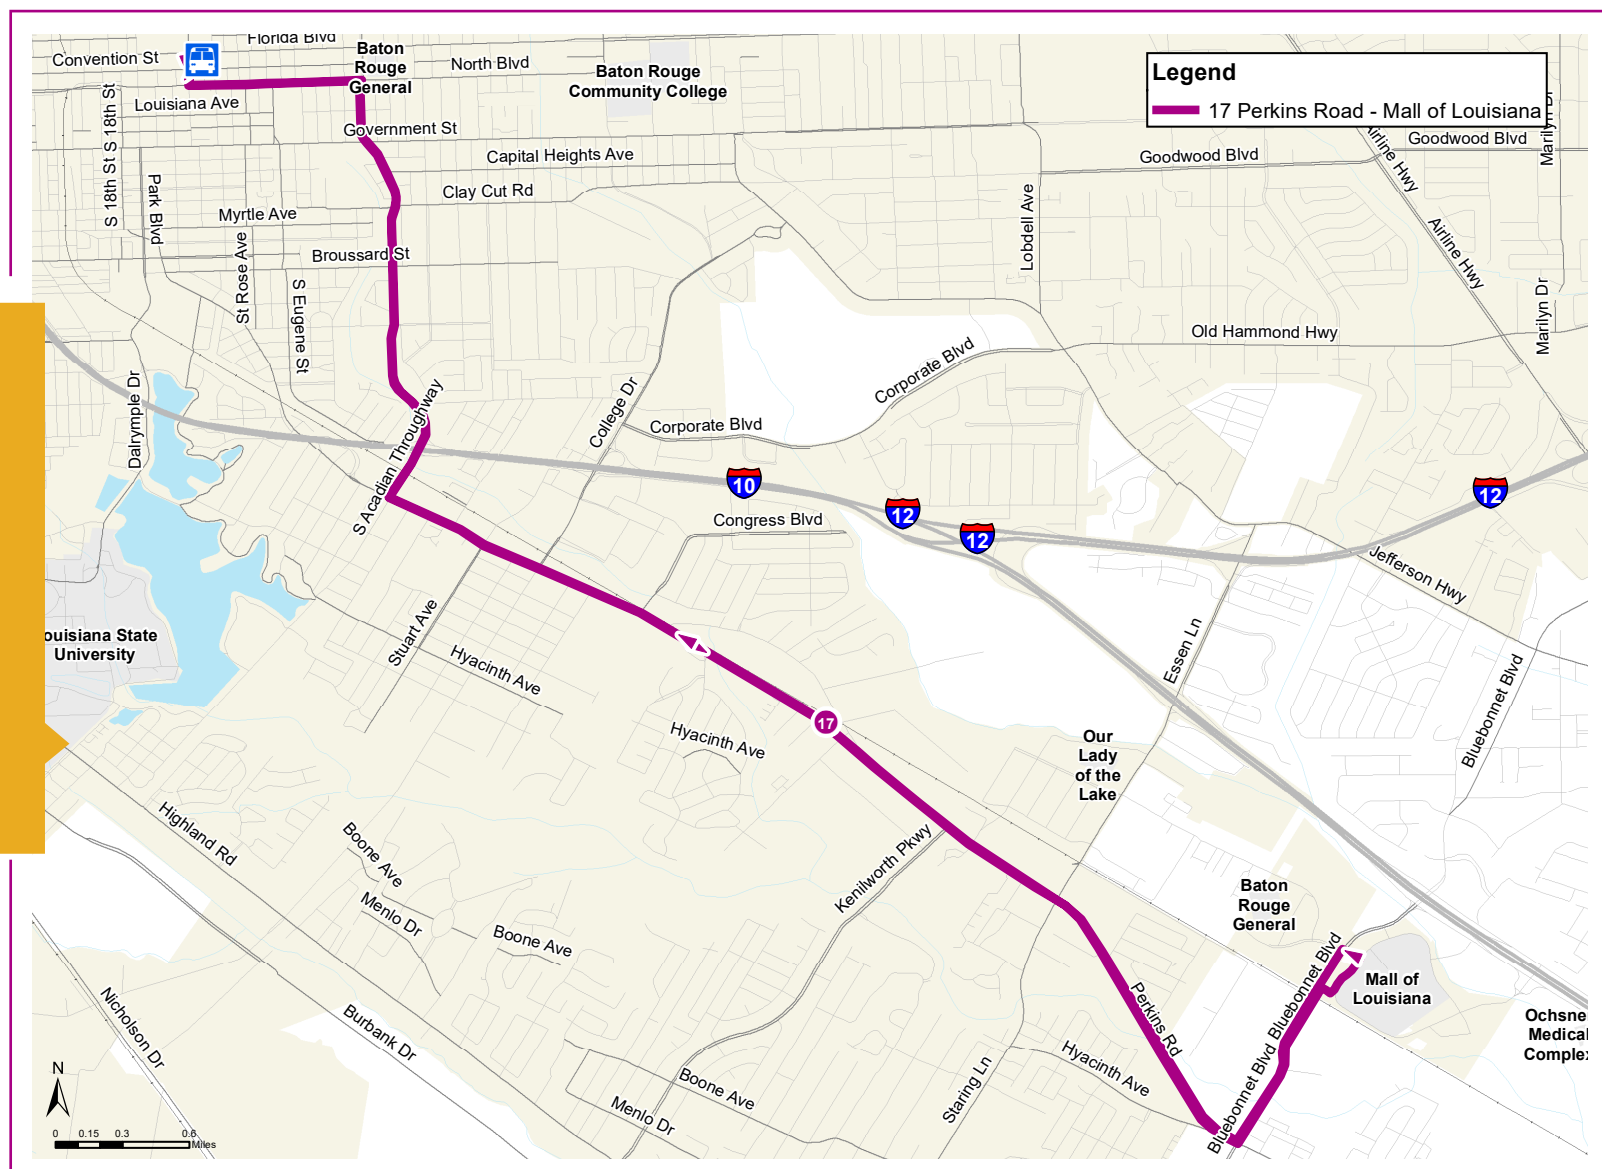 Florida Blvd
Convention St
Baton
Rouge
General
North Blvd
Baton Rouge
Community College
Legend
17 Perkins Road - Mall of Louisiana
Louisiana Ave
S 18th St
S 18th St
Government St
Capital Heights Ave
Clay Cut Rd
Goodwood Blvd
Goodwood Blvd
Marilyn Dr
Airline Hwy
Airline Hwy
Park Blvd
Myrtle Ave
Broussard St
St Rose Ave
S Eugene St
Lobdell Ave
Marilyn Dr
Old Hammond Hwy
Corporate Blvd
Corporate Blvd
College Dr
Dalrymple Dr
S Acadian Throughway
10
12
12
12
Congress Blvd
Jefferson Hwy
ouisiana State
University
Stuart Ave
Hyacinth Ave
Essen Ln
Bluebonnet Blvd
17
Hyacinth Ave
Our
Lady
of the
Lake
Highland Rd
Boone Ave
Menlo Dr
Boone Ave
Kenilworth Pkwy
Baton
Rouge
General
Bluebonnet Blvd
Mall of
Louisiana
Perkins Rd
Nicholson Dr
Burbank Dr
Ochsne
Medical
Complex
Hyacinth Ave
Bluebonnet Blvd
Staring Ln
Boone Ave
Menlo Dr
N
0 0.15 0.3 0.6
Miles